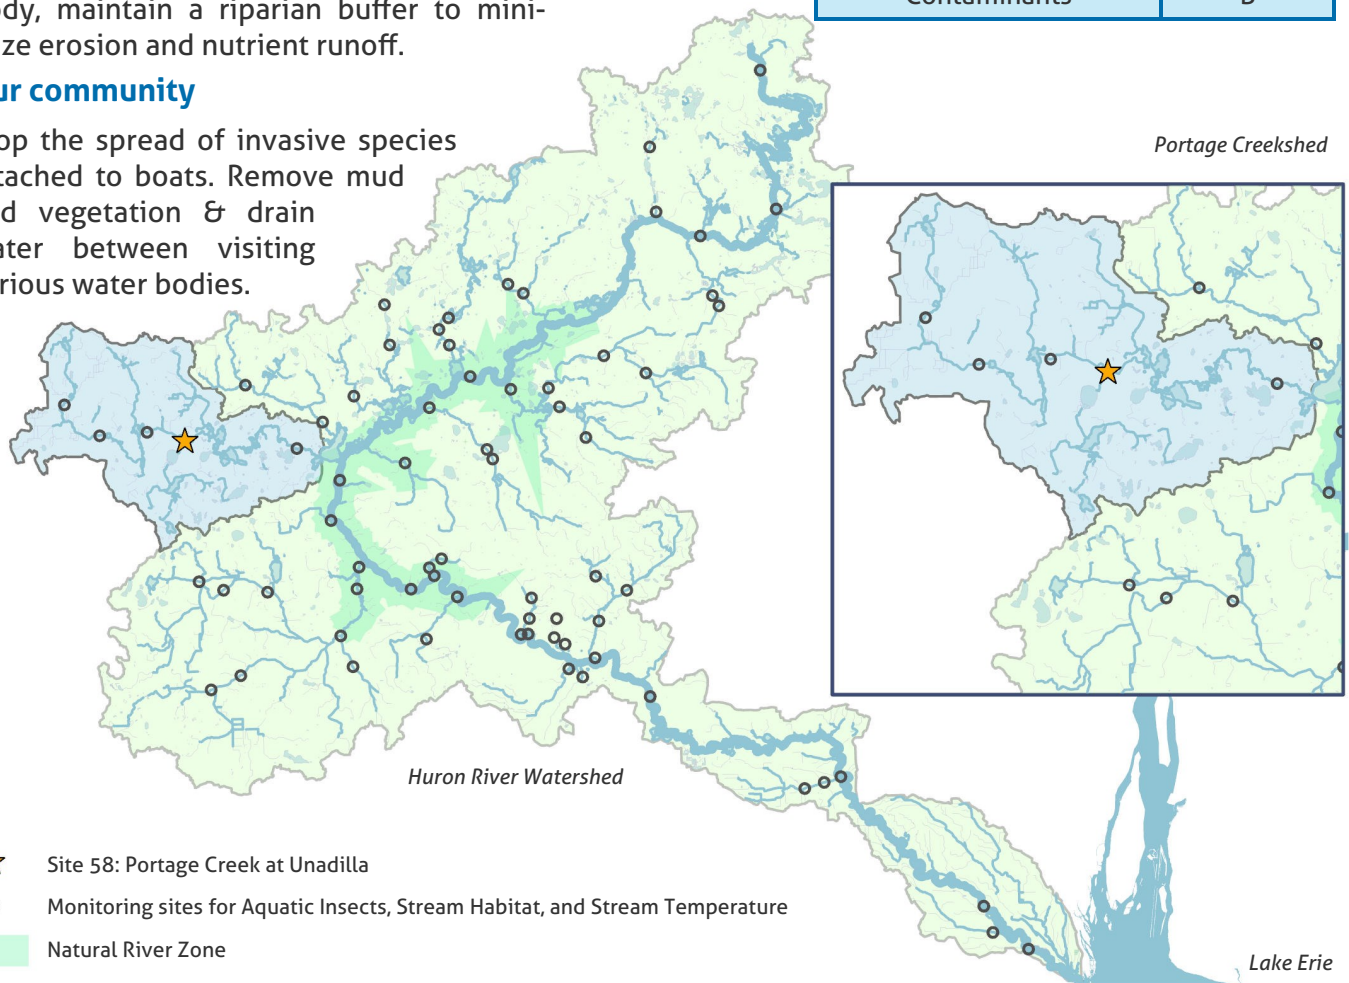 ody, maintain a riparian buffer to mini-
ize erosion and nutrient runoff.
ur community
op the spread of invasive species
tached to boats. Remove mud
d vegetation & drain
ater between visiting
rious water bodies.
Contaminants
Portage Creekshed
Huron River Watershed
Site 58: Portage Creek at Unadilla
Monitoring sites for Aquatic Insects, Stream Habitat, and Stream Temperature
Natural River Zone
Lake Erie